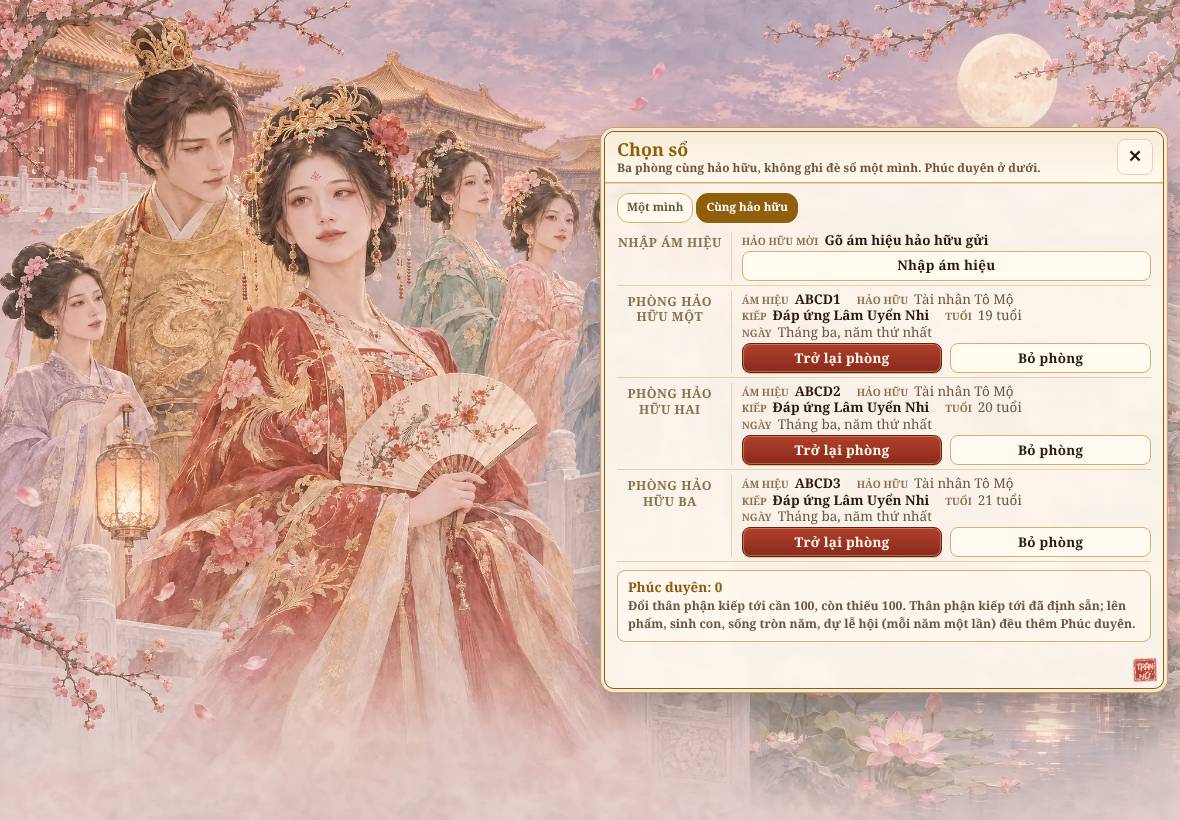 Chọn sổ
Ba phòng cùng hảo hữu, không ghi đè sổ một mình. Phúc duyên ở dưới.
×
Một mình
Cùng hảo hữu
NHẬP ÁM HIỆU
HẢO HỮU MỜI Gõ ám hiệu hảo hữu gửi
Nhập ám hiệu
PHÒNG HẢO
HỮU MỘT
ÁM HIỆU ABCD1 HẢO HỮU Tài nhân Tô Mộ
KIẾP Đáp ứng Lâm Uyển Nhi TUỔI 19 tuổi
NGÀY Tháng ba, năm thứ nhất
Trở lại phòng
Bỏ phòng
PHÒNG HẢO
HỮU HAI
ÁM HIỆU ABCD2 HẢO HỮU Tài nhân Tô Mộ
KIẾP Đáp ứng Lâm Uyển Nhi TUỔI 20 tuổi
NGÀY Tháng ba, năm thứ nhất
Trở lại phòng
Bỏ phòng
PHÒNG HẢO
HỮU BA
ÁM HIỆU ABCD3 HẢO HỮU Tài nhân Tô Mộ
KIẾP Đáp ứng Lâm Uyển Nhi TUỔI 21 tuổi
NGÀY Tháng ba, năm thứ nhất
Trở lại phòng
Bỏ phòng
Phúc duyên: 0
Đổi thân phận kiếp tới cần 100, còn thiếu 100. Thân phận kiếp tới đã định sẵn; lên
phẩm, sinh con, sống tròn năm, dự lễ hội (mỗi năm một lần) đều thêm Phúc duyên.